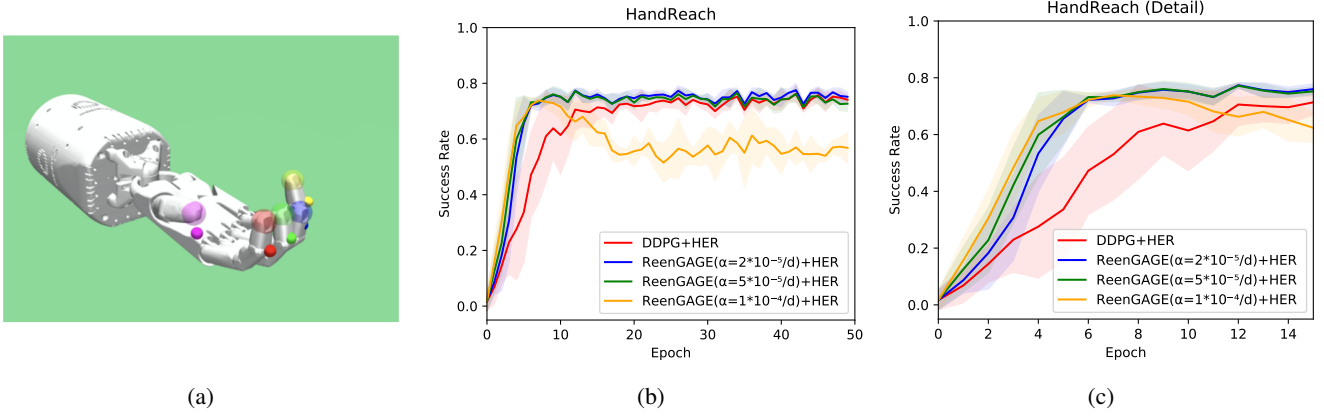 HandReach
1.0
0.8
0.6
0.4
0.2
0.0
Success Rate
DDPG+HER
ReenGAGE(α=2*10⁻⁵/d)+HER
ReenGAGE(α=5*10⁻⁵/d)+HER
ReenGAGE(α=1*10⁻⁴/d)+HER
0 10 20 30 40 50
Epoch
HandReach (Detail)
1.0
0.8
0.6
0.4
0.2
0.0
Success Rate
DDPG+HER
ReenGAGE(α=2*10⁻⁵/d)+HER
ReenGAGE(α=5*10⁻⁵/d)+HER
ReenGAGE(α=1*10⁻⁴/d)+HER
0 2 4 6 8 10 12 14
Epoch
(a) (b) (c)